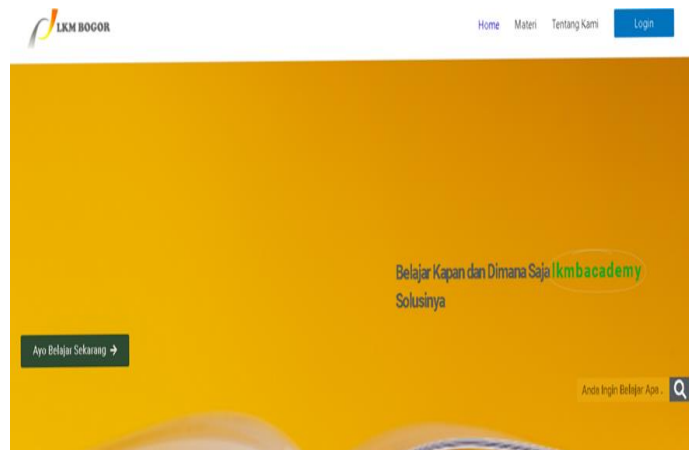 LKM BOGOR
Home Materi Tentang Kami Login
Belajar Kapan dan Dimana Saja lkmbacademy
Solusinya
Ayo Belajar Sekarang →
Anda Ingin Belajar Apa .